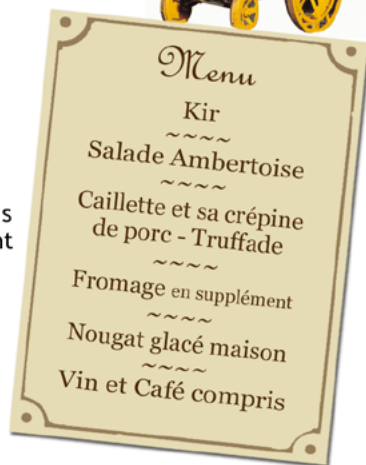 Menu
Kir
~~~~
Salade Ambertoise
~~~~
Caillette et sa crépine
de porc - Truffade
~~~~
Fromage en supplément
~~~~
Nougat glacé maison
~~~~
Vin et Café compris
s
nt